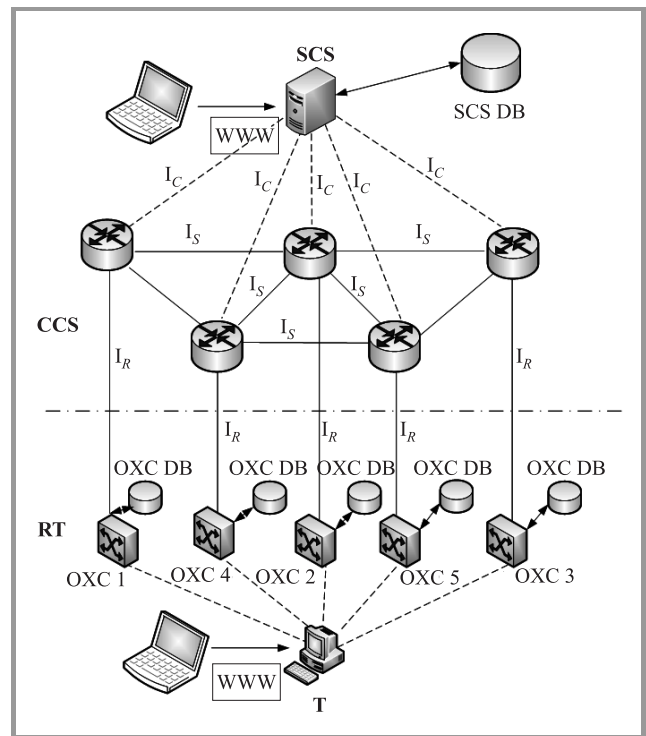 SCS
SCS DB
WWW
I_C
I_C
I_C
I_C
I_C
I_S
I_S
I_S
I_S
I_S
CCS
I_R
I_R
I_R
I_R
I_R
OXC DB
OXC DB
OXC DB
OXC DB
OXC DB
RT
OXC 1
OXC 4
OXC 2
OXC 5
OXC 3
WWW
T